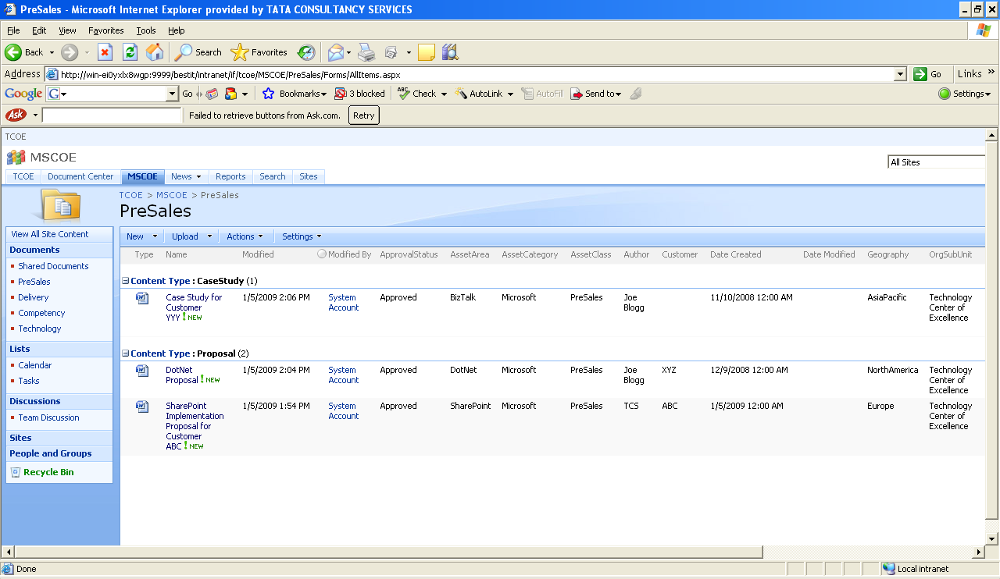 PreSales - Microsoft Internet Explorer provided by TATA CONSULTANCY SERVICES
File Edit View Favorites Tools Help
Back Search Favorites
Address http://win-ei0yxlx8wgp:9999/bestit/intranet/if/tcoe/MSCOE/PreSales/Forms/AllItems.aspx Go Links »
Google G Go Bookmarks 3 blocked ABC Check AutoLink AutoFill Send to Settings
Ask Failed to retrieve buttons from Ask.com. Retry
TCOE
MSCOE
All Sites
TCOE Document Center MSCOE News Reports Search Sites
TCOE > MSCOE > PreSales
PreSales
View All Site Content
Documents
Shared Documents
PreSales
Delivery
Competency
Technology
Lists
Calendar
Tasks
Discussions
Team Discussion
Sites
People and Groups
Recycle Bin
New Upload Actions Settings
Type Name Modified Modified By ApprovalStatus AssetArea AssetCategory AssetClass Author Customer Date Created Date Modified Geography OrgSubUnit
Content Type : CaseStudy (1)
Case Study for 1/5/2009 2:06 PM System Approved BizTalk Microsoft PreSales Joe 11/10/2008 12:00 AM AsiaPacific Technology
Customer Account Blogg Center of
YYY ! NEW Excellence
Content Type : Proposal (2)
DotNet 1/5/2009 2:04 PM System Approved DotNet Microsoft PreSales Joe XYZ 12/9/2008 12:00 AM NorthAmerica Technology
Proposal ! NEW Account Blogg Center of
Excellence
SharePoint 1/5/2009 1:54 PM System Approved SharePoint Microsoft PreSales TCS ABC 1/5/2009 12:00 AM Europe Technology
Implementation Account Center of
Proposal for Excellence
Customer
ABC ! NEW
Done Local intranet